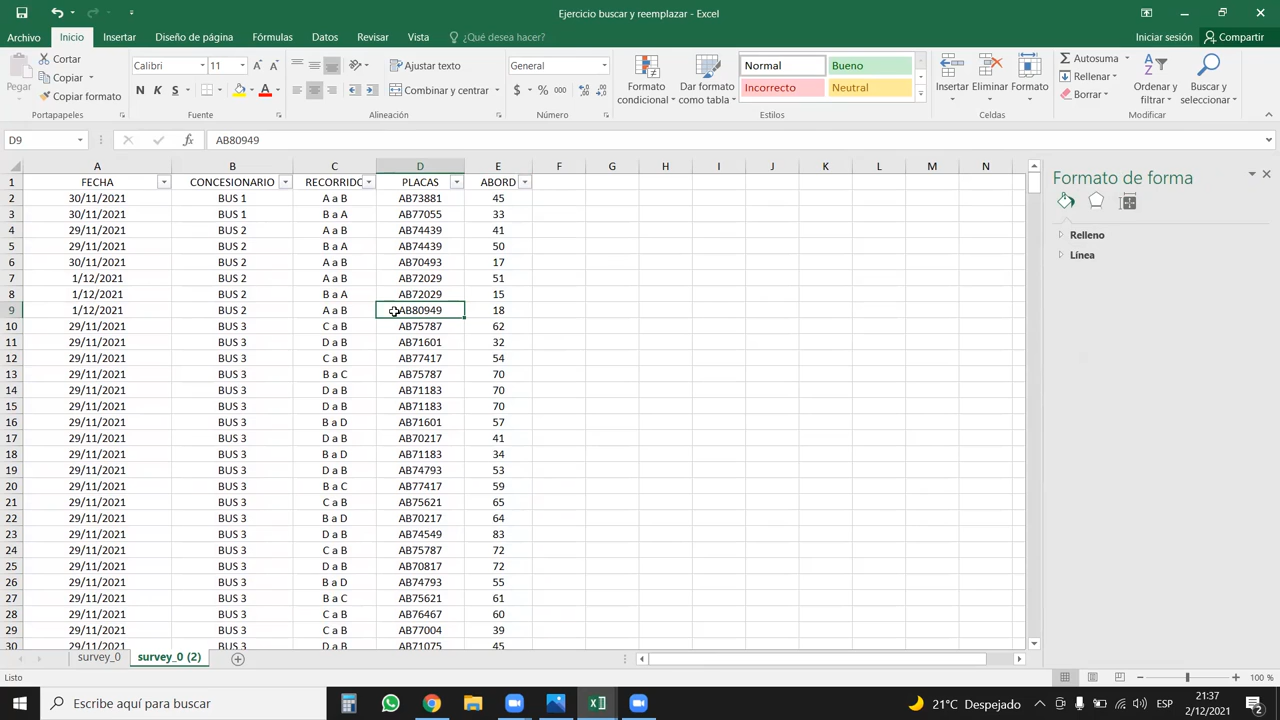 Ejercicio buscar y reemplazar - Excel
Archivo Inicio Insertar Diseño de página Fórmulas Datos Revisar Vista ¿Qué desea hacer? Iniciar sesión Compartir
Pegar
Cortar
Copiar
Copiar formato
Portapapeles
Calibri 11
N K S
Fuente
Ajustar texto
Combinar y centrar
Alineación
General
$ % 000
Número
Formato condicional
Dar formato como tabla
Normal Bueno
Incorrecto Neutral
Estilos
Insertar Eliminar Formato
Celdas
Autosuma
Rellenar
Borrar
Ordenar y filtrar
Buscar y seleccionar
Modificar
D9 fx AB80949
A B C D E F G H I J K L M N
1 FECHA CONCESIONARIO RECORRIDO PLACAS ABORD
2 30/11/2021 BUS 1 A a B AB73881 45
3 30/11/2021 BUS 1 B a A AB77055 33
4 29/11/2021 BUS 2 A a B AB74439 41
5 29/11/2021 BUS 2 B a A AB74439 50
6 30/11/2021 BUS 2 A a B AB70493 17
7 1/12/2021 BUS 2 A a B AB72029 51
8 1/12/2021 BUS 2 B a A AB72029 15
9 1/12/2021 BUS 2 A a B AB80949 18
10 29/11/2021 BUS 3 C a B AB75787 62
11 29/11/2021 BUS 3 D a B AB71601 32
12 29/11/2021 BUS 3 C a B AB77417 54
13 29/11/2021 BUS 3 B a C AB75787 70
14 29/11/2021 BUS 3 D a B AB71183 70
15 29/11/2021 BUS 3 D a B AB71183 70
16 29/11/2021 BUS 3 B a D AB71601 57
17 29/11/2021 BUS 3 D a B AB70217 41
18 29/11/2021 BUS 3 B a D AB71183 34
19 29/11/2021 BUS 3 D a B AB74793 53
20 29/11/2021 BUS 3 B a C AB77417 59
21 29/11/2021 BUS 3 C a B AB75621 65
22 29/11/2021 BUS 3 B a D AB70217 64
23 29/11/2021 BUS 3 D a B AB74549 83
24 29/11/2021 BUS 3 C a B AB75787 72
25 29/11/2021 BUS 3 D a B AB70817 72
26 29/11/2021 BUS 3 B a D AB74793 55
27 29/11/2021 BUS 3 B a C AB75621 61
28 29/11/2021 BUS 3 C a B AB76467 60
29 29/11/2021 BUS 3 C a B AB77004 39
30 29/11/2021 BUS 3 D a B AB71075 45
Formato de forma
Relleno
Línea
survey_0 survey_0 (2)
Listo 100 %
Escribe aquí para buscar
21°C Despejado
ESP
21:37
2/12/2021
2